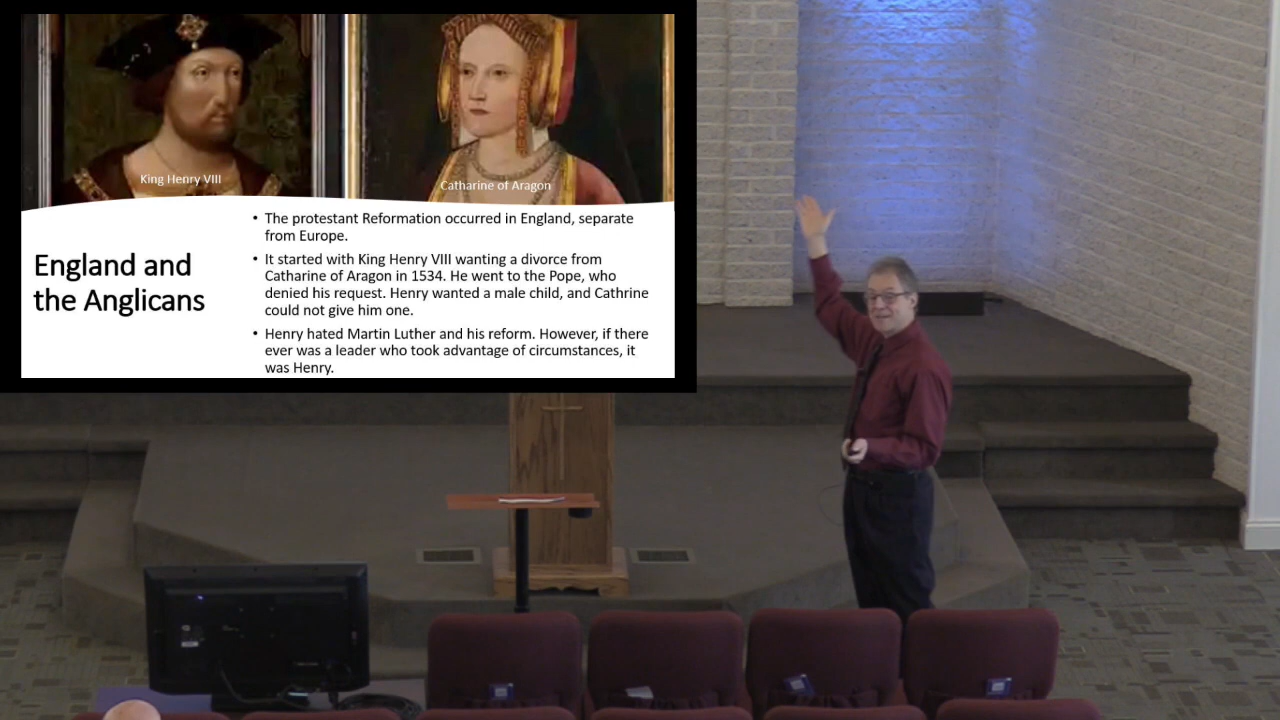 King Henry VIII
Catharine of Aragon
England and
the Anglicans
• The protestant Reformation occurred in England, separate
from Europe.
• It started with King Henry VIII wanting a divorce from
Catharine of Aragon in 1534. He went to the Pope, who
denied his request. Henry wanted a male child, and Cathrine
could not give him one.
• Henry hated Martin Luther and his reform. However, if there
ever was a leader who took advantage of circumstances, it
was Henry.